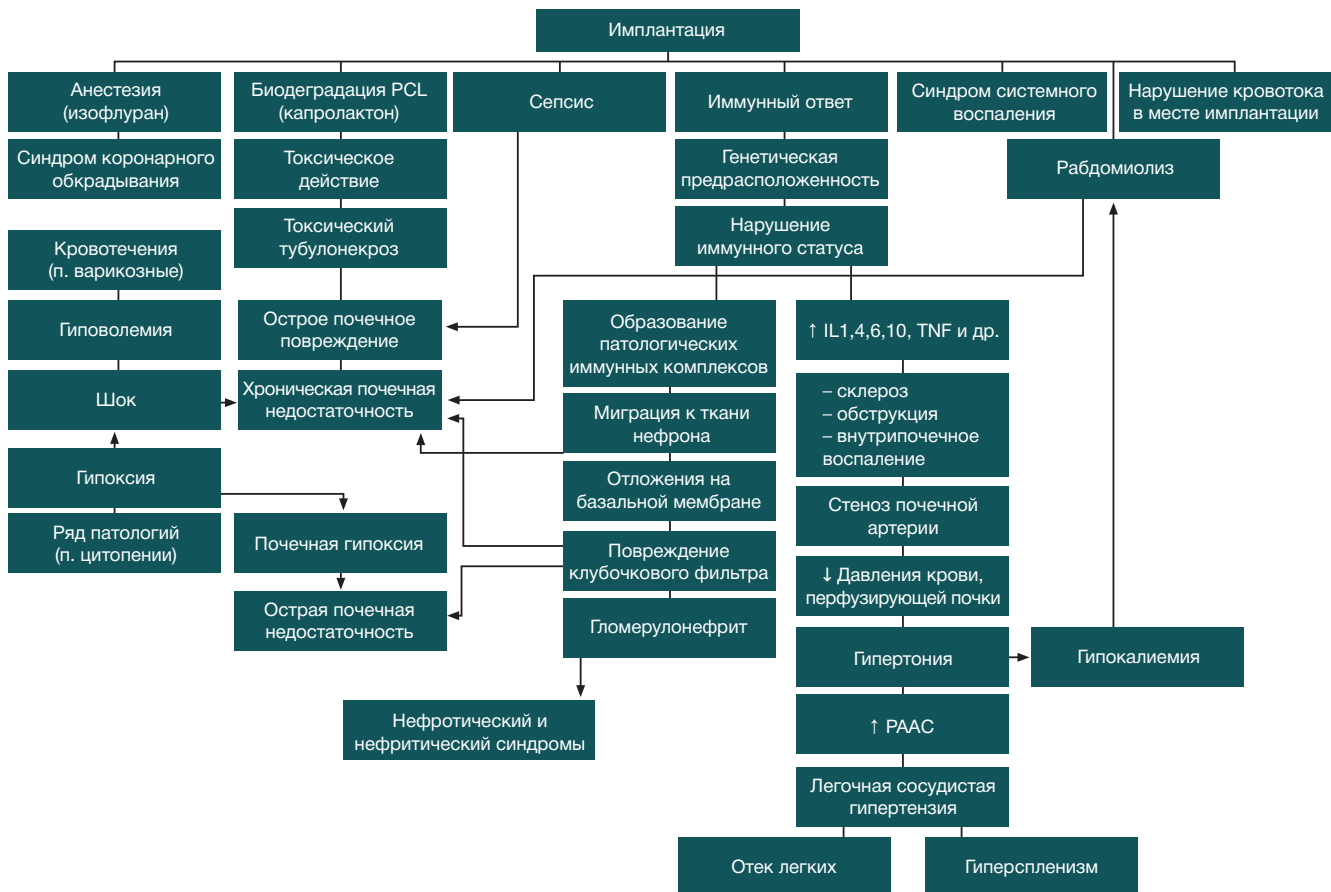 Имплантация
Анестезия
(изофлуран)
Биодеградация PCL
(капролактон)
Сепсис
Иммунный ответ
Синдром системного
воспаления
Нарушение кровотока
в месте имплантации
Синдром коронарного
обкрадывания
Токсическое
действие
Генетическая
предрасположенность
Рабдомиолиз
Токсический
тубулонекроз
Нарушение
иммунного статуса
Кровотечения
(п. варикозные)
Гиповолемия
Острое почечное
повреждение
Образование
патологических
иммунных комплексов
↑ IL1,4,6,10, TNF и др.
Шок
Хроническая почечная
недостаточность
– склероз
– обструкция
– внутрипочечное
воспаление
Миграция к ткани
нефрона
Гипоксия
Отложения на
базальной мембране
Стеноз почечной
артерии
Ряд патологий
(п. цитопении)
Почечная гипоксия
Повреждение
клубочкового фильтра
↓ Давления крови,
перфузирующей почки
Острая почечная
недостаточность
Гломерулонефрит
Гипертония
Гипокалиемия
Нефротический и
нефритический синдромы
↑ РААС
Легочная сосудистая
гипертензия
Отек легких
Гиперспленизм